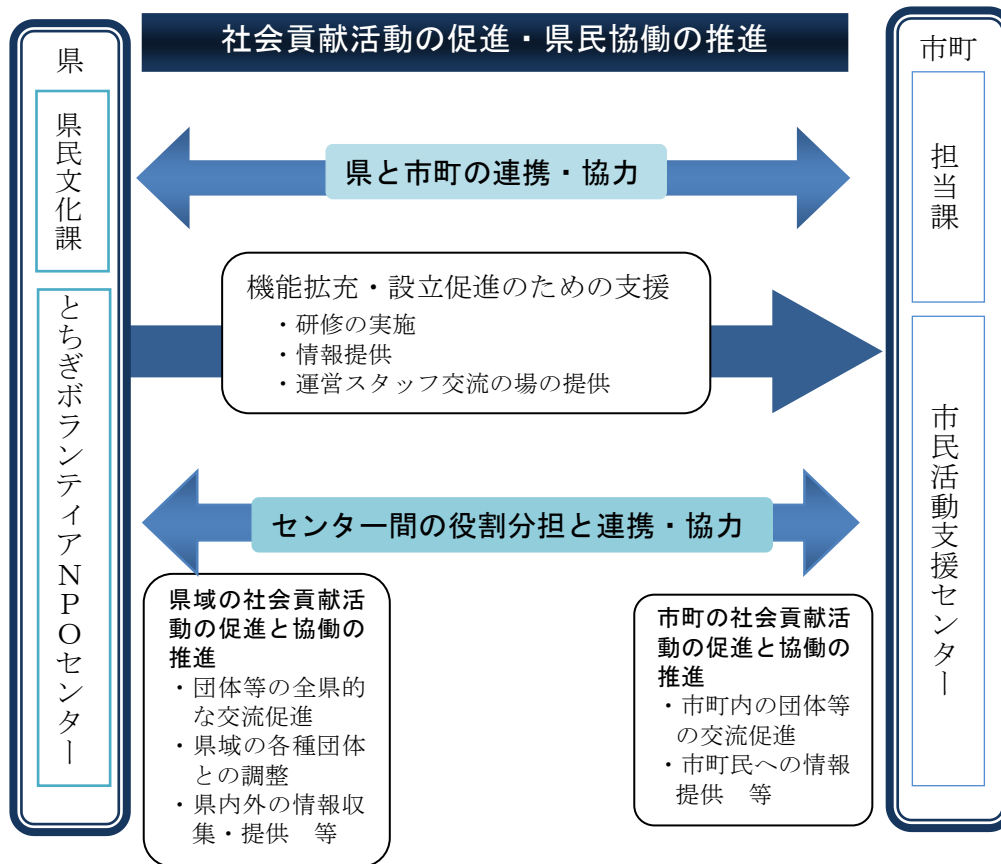 社会貢献活動の促進・県民協働の推進
県
県民文化課
とちぎボランティアNPOセンター
県と市町の連携・協力
機能拡充・設立促進のための支援
・研修の実施
・情報提供
・運営スタッフ交流の場の提供
センター間の役割分担と連携・協力
県域の社会貢献活
動の促進と協働の
推進
・団体等の全県的
な交流促進
・県域の各種団体
との調整
・県内外の情報収
集・提供　等
市町の社会貢献活
動の促進と協働の
推進
・市町内の団体等
の交流促進
・市町民への情報
提供　等
市町
担当課
市民活動支援センター